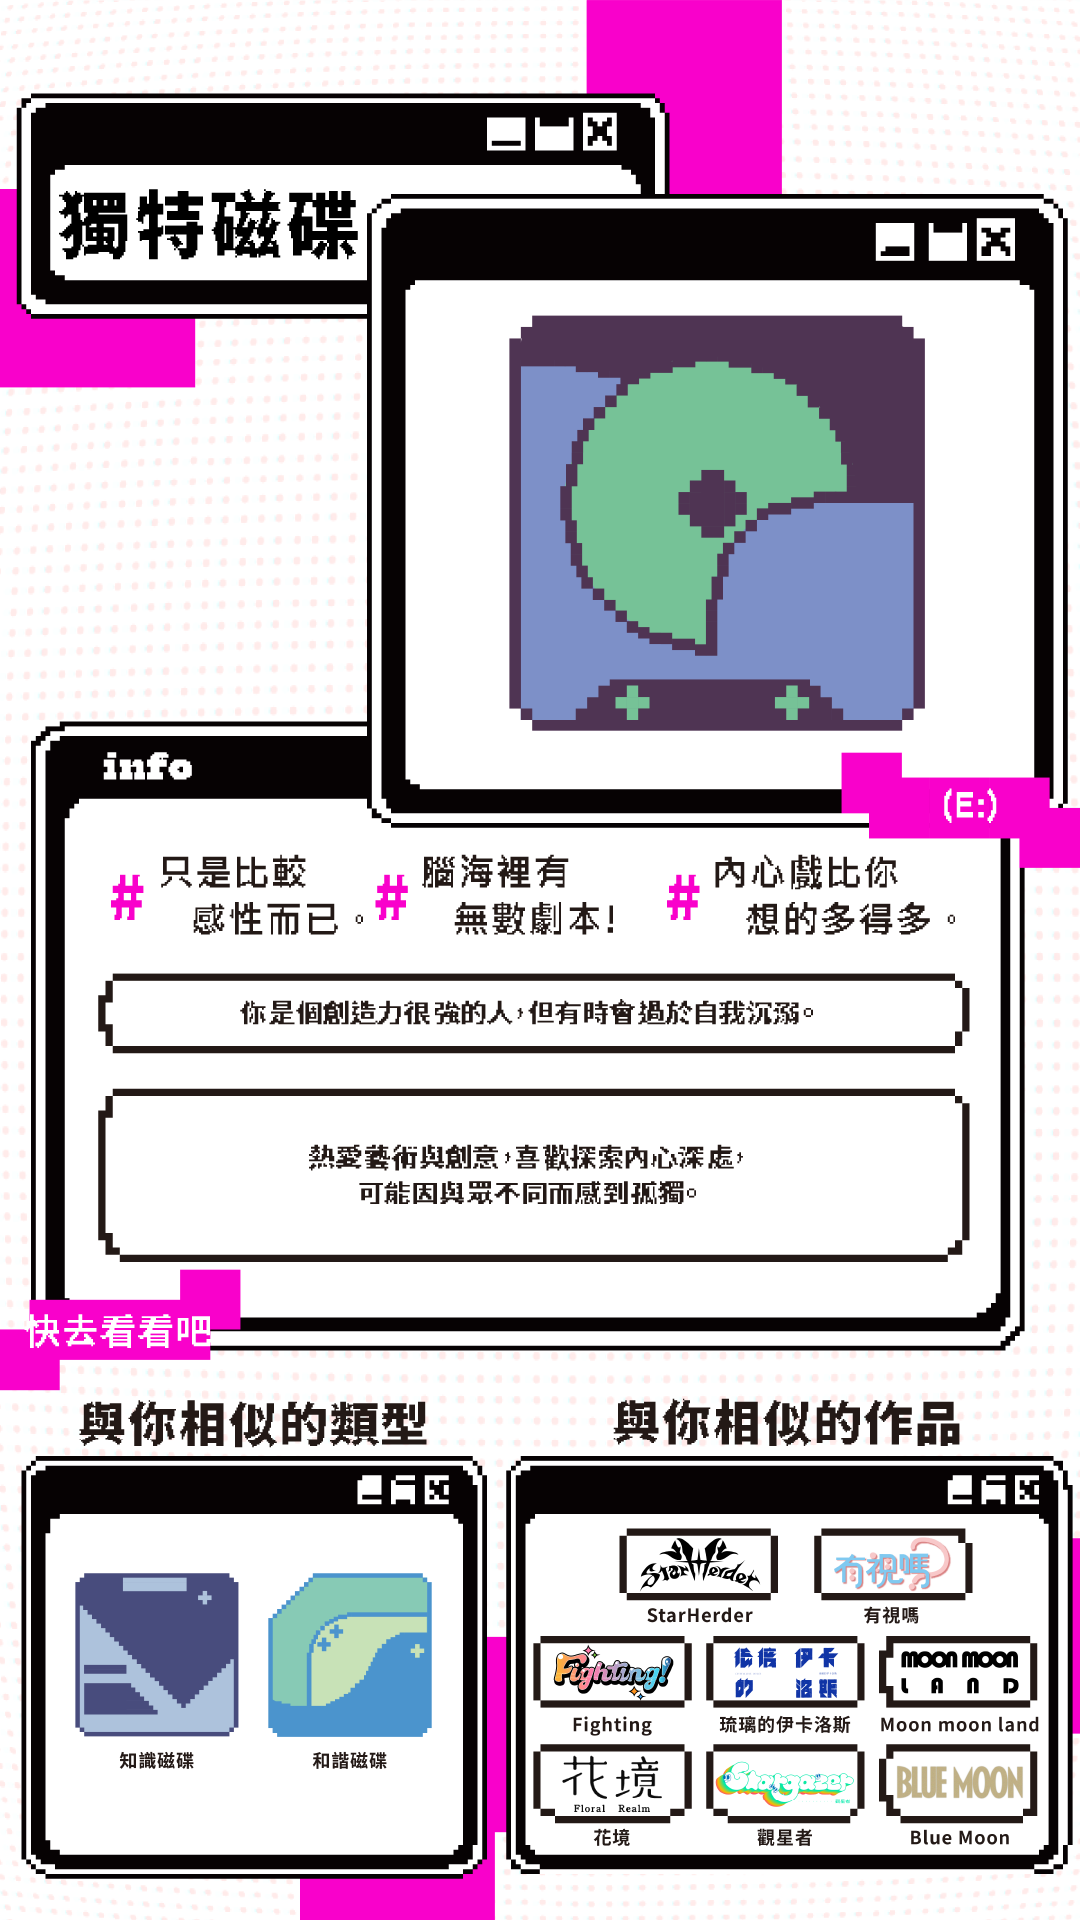 獨特磁碟
(E:)
info
# 只是比較
感性而已。
# 腦海裡有
無數劇本!
# 內心戲比你
想的多得多。
你是個創造力很強的人,但有時會過於自我沉溺。
熱愛藝術與創意,喜歡探索內心深處,
可能因與眾不同而感到孤獨。
快去看看吧
與你相似的類型
知識磁碟
和諧磁碟
與你相似的作品
StarHerder
StarHerder
有視嗎
有視嗎
Fighting!
Fighting
琉璃的伊卡洛斯
moon moon
LAND
Moon moon land
花境
Floral Realm
花境
Stargazer
觀星者
BLUE MOON
Blue Moon